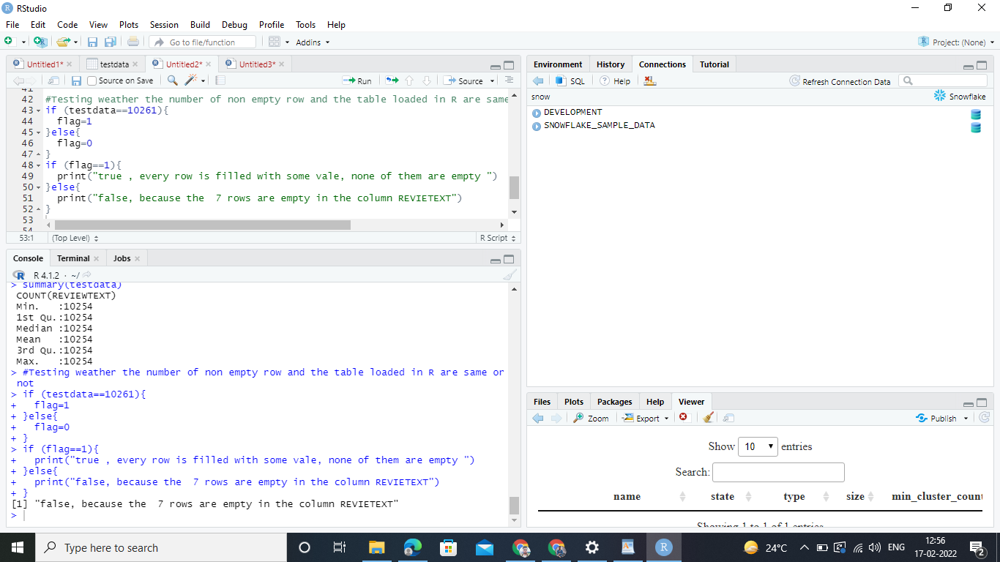 RStudio
File Edit Code View Plots Session Build Debug Profile Tools Help
Go to file/function Addins Project: (None)
Untitled1* testdata Untitled2* Untitled3*
Source on Save Run Source
41
42 #Testing weather the number of non empty row and the table loaded in R are same
43 if (testdata==10261){
44 flag=1
45 }else{
46 flag=0
47 }
48 if (flag==1){
49 print("true , every row is filled with some vale, none of them are empty ")
50 }else{
51 print("false, because the  7 rows are empty in the column REVIETEXT")
52 }
53
54
53:1 (Top Level) R Script
Console Terminal Jobs
R 4.1.2 · ~/
> summary(testdata)
COUNT(REVIEWTEXT)
Min. :10254
1st Qu.:10254
Median :10254
Mean :10254
3rd Qu.:10254
Max. :10254
> #Testing weather the number of non empty row and the table loaded in R are same or
not
> if (testdata==10261){
+ flag=1
+ }else{
+ flag=0
+ }
> if (flag==1){
+ print("true , every row is filled with some vale, none of them are empty ")
+ }else{
+ print("false, because the  7 rows are empty in the column REVIETEXT")
+ }
[1] "false, because the  7 rows are empty in the column REVIETEXT"
>
Environment History Connections Tutorial
SQL Help Refresh Connection Data
snow Snowflake
DEVELOPMENT
SNOWFLAKE_SAMPLE_DATA
Files Plots Packages Help Viewer
Zoom Export Publish
Show 10 entries
Search:
name state type size min_cluster_count
Showing 1 to 1 of 1 entries
Type here to search
24°C ENG 12:56
17-02-2022 2